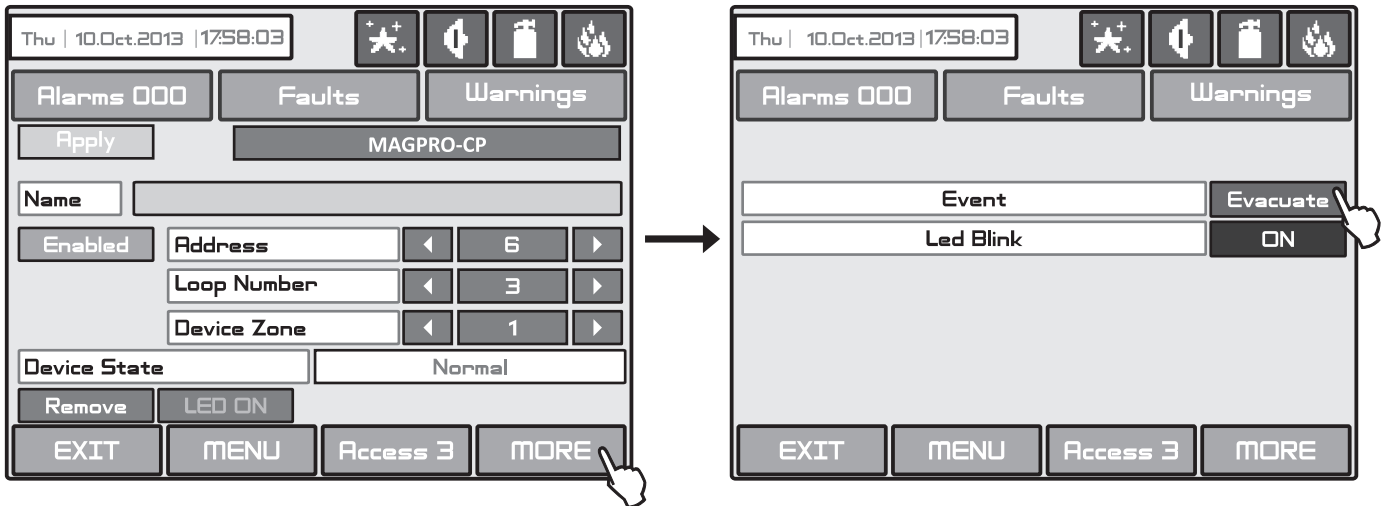 Thu | 10.Oct.2013 | 17:58:03
Alarms 000 Faults Warnings
Apply MAGPRO-CP
Name
Enabled Address 6
Loop Number 3
Device Zone 1
Device State Normal
Remove LED ON
EXIT MENU Access 3 MORE
Thu | 10.Oct.2013 | 17:58:03
Alarms 000 Faults Warnings
Event Evacuate
Led Blink ON
EXIT MENU Access 3 MORE